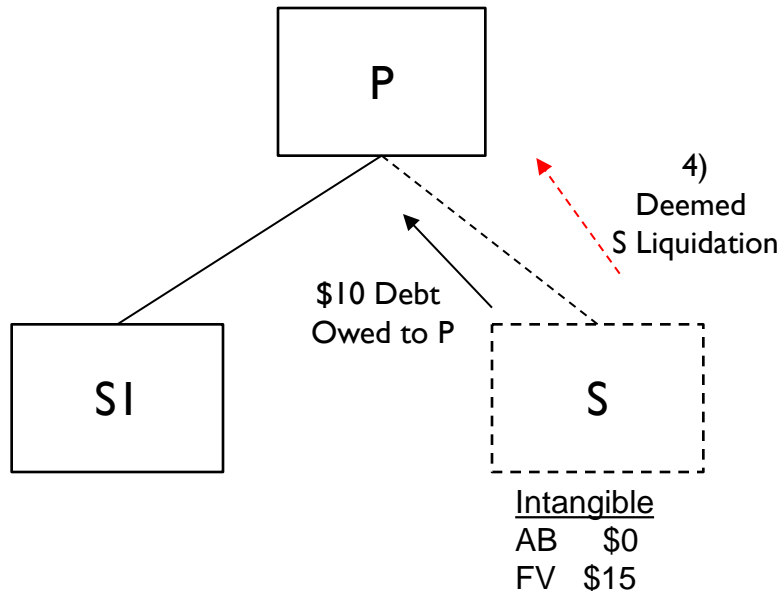 P
4)
Deemed
S Liquidation
$10 Debt
Owed to P
S1
S
Intangible
AB $0
FV $15